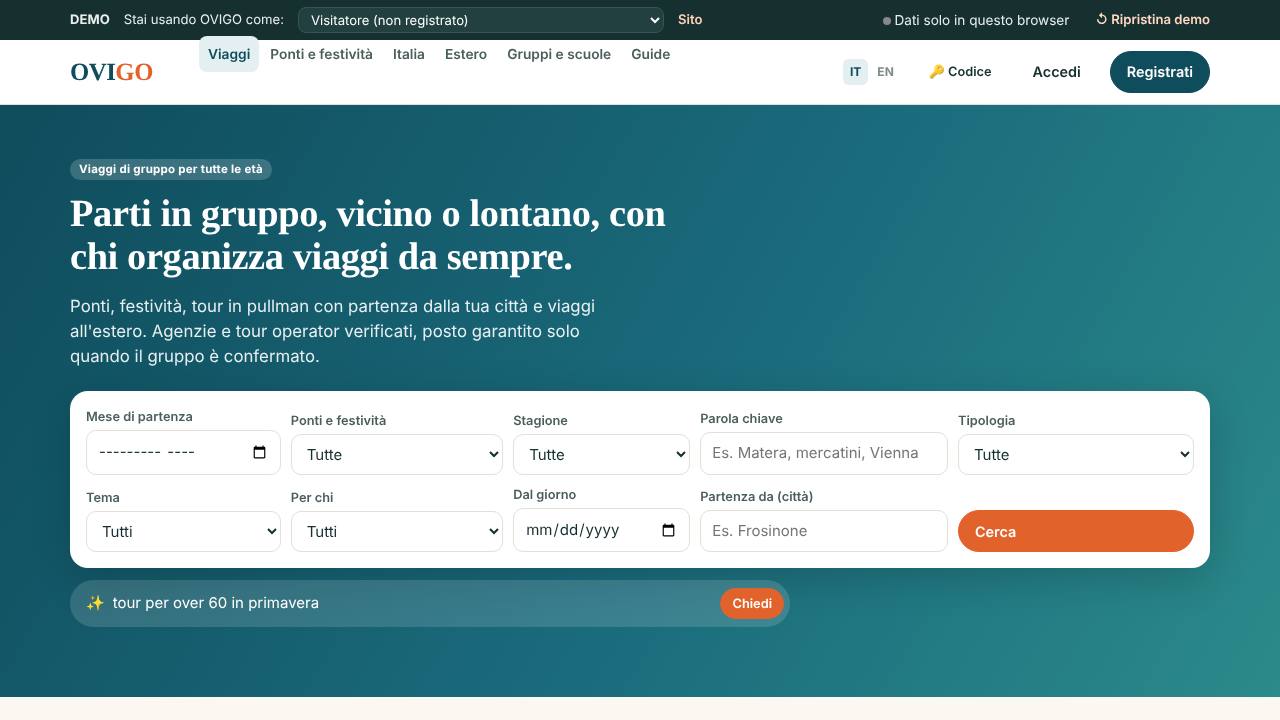 DEMO Stai usando OVIGO come: Visitatore (non registrato) Sito Dati solo in questo browser ↺ Ripristina demo
OVIGO Viaggi Ponti e festività Italia Estero Gruppi e scuole Guide IT EN 🔑 Codice Accedi Registrati
Viaggi di gruppo per tutte le età
Parti in gruppo, vicino o lontano, con
chi organizza viaggi da sempre.
Ponti, festività, tour in pullman con partenza dalla tua città e viaggi
all'estero. Agenzie e tour operator verificati, posto garantito solo
quando il gruppo è confermato.
Mese di partenza Ponti e festività Stagione Parola chiave Tipologia
--------- ---- Tutte Tutte Es. Matera, mercatini, Vienna Tutte
Tema Per chi Dal giorno Partenza da (città)
Tutti Tutti mm/dd/yyyy Es. Frosinone Cerca
✨ tour per over 60 in primavera Chiedi